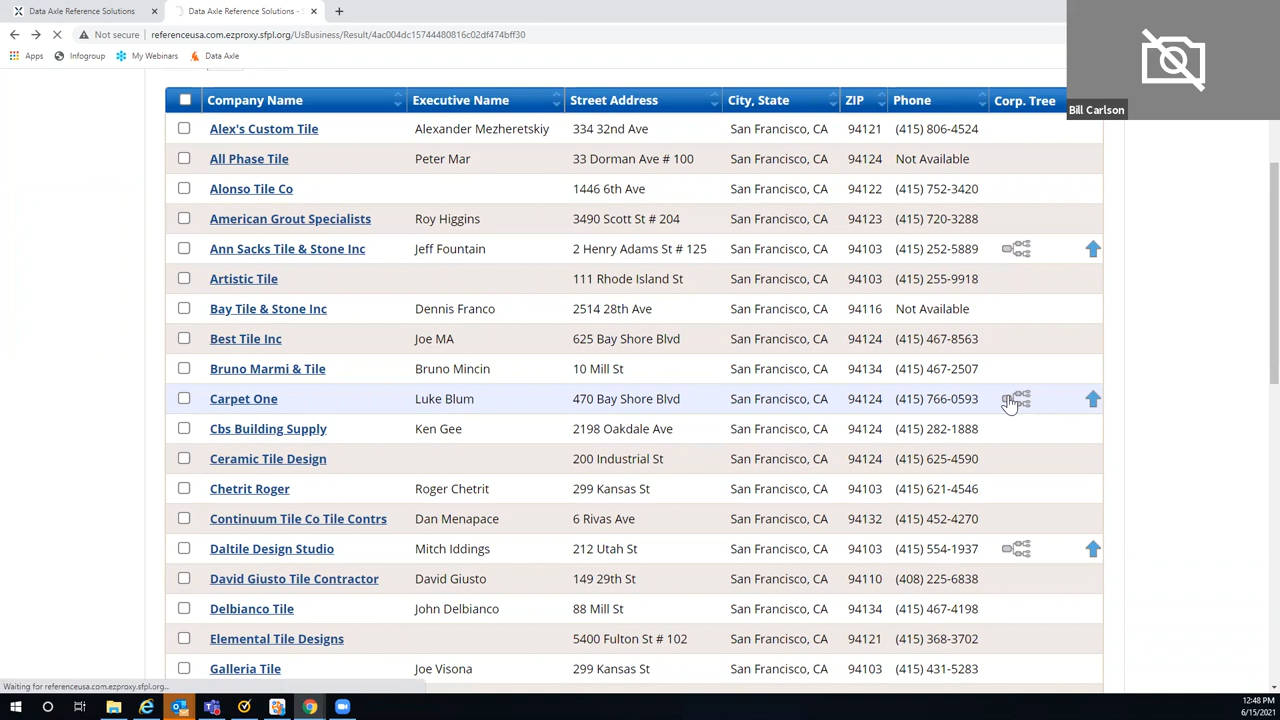 Data Axle Reference Solutions
Data Axle Reference Solutions - S
Not secure
referenceusa.com.ezproxy.sfpl.org/UsBusiness/Result/4ac004dc15744480816c02df474bff30
Apps Infogroup My Webinars Data Axle
Bill Carlson
Company Name Executive Name Street Address City, State ZIP Phone Corp. Tree
Alex's Custom Tile Alexander Mezheretskiy 334 32nd Ave San Francisco, CA 94121 (415) 806-4524
All Phase Tile Peter Mar 33 Dorman Ave # 100 San Francisco, CA 94124 Not Available
Alonso Tile Co 1446 6th Ave San Francisco, CA 94122 (415) 752-3420
American Grout Specialists Roy Higgins 3490 Scott St # 204 San Francisco, CA 94123 (415) 720-3288
Ann Sacks Tile & Stone Inc Jeff Fountain 2 Henry Adams St # 125 San Francisco, CA 94103 (415) 252-5889
Artistic Tile 111 Rhode Island St San Francisco, CA 94103 (415) 255-9918
Bay Tile & Stone Inc Dennis Franco 2514 28th Ave San Francisco, CA 94116 Not Available
Best Tile Inc Joe MA 625 Bay Shore Blvd San Francisco, CA 94124 (415) 467-8563
Bruno Marmi & Tile Bruno Mincin 10 Mill St San Francisco, CA 94134 (415) 467-2507
Carpet One Luke Blum 470 Bay Shore Blvd San Francisco, CA 94124 (415) 766-0593
Cbs Building Supply Ken Gee 2198 Oakdale Ave San Francisco, CA 94124 (415) 282-1888
Ceramic Tile Design 200 Industrial St San Francisco, CA 94124 (415) 625-4590
Chetrit Roger Roger Chetrit 299 Kansas St San Francisco, CA 94103 (415) 621-4546
Continuum Tile Co Tile Contrs Dan Menapace 6 Rivas Ave San Francisco, CA 94132 (415) 452-4270
Daltile Design Studio Mitch Iddings 212 Utah St San Francisco, CA 94103 (415) 554-1937
David Giusto Tile Contractor David Giusto 149 29th St San Francisco, CA 94110 (408) 225-6838
Delbianco Tile John Delbianco 88 Mill St San Francisco, CA 94134 (415) 467-4198
Elemental Tile Designs 5400 Fulton St # 102 San Francisco, CA 94121 (415) 368-3702
Galleria Tile Joe Visona 299 Kansas St San Francisco, CA 94103 (415) 431-5283
Waiting for referenceusa.com.ezproxy.sfpl.org...
12:48 PM
6/15/2021